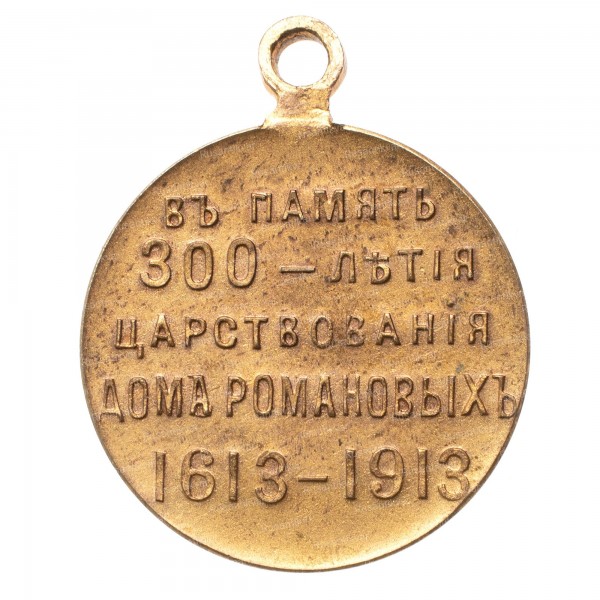 ВЪ ПАМЯТЬ
300 – ЛѢТІЯ
ЦАРСТВОВАНІЯ
ДОМА РОМАНОВЫХЪ
1613 – 1913